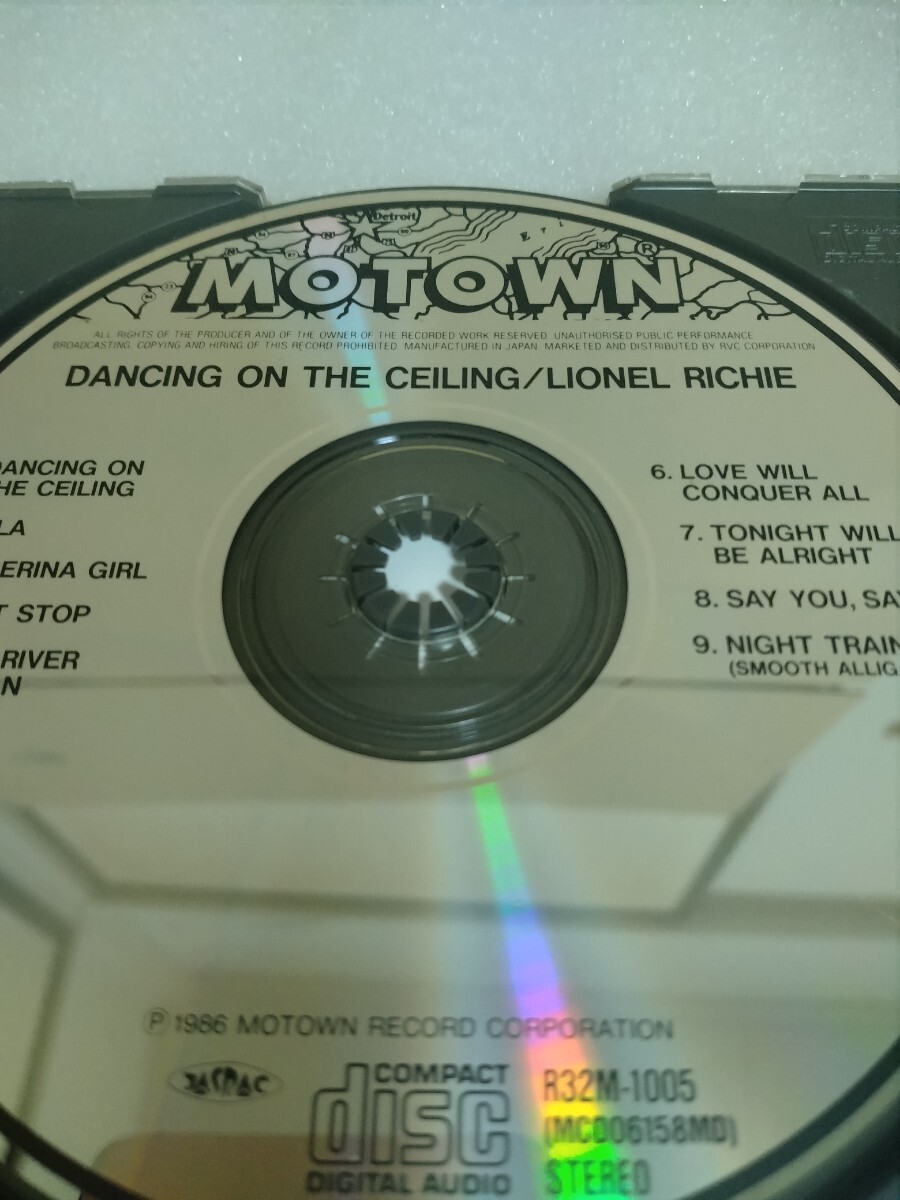 Detroit
MOTOWN ®
ALL RIGHTS OF THE PRODUCER AND OF THE OWNER OF THE RECORDED WORK RESERVED. UNAUTHORISED PUBLIC PERFORMANCE
BROADCASTING. COPYING AND HIRING OF THIS RECORD PROHIBITED. MANUFACTURED IN JAPAN. MARKETED AND DISTRIBUTED BY RVC CORPORATION
DANCING ON THE CEILING/LIONEL RICHIE
DANCING ON
HE CEILING
LA
ERINA GIRL
T STOP
RIVER
N
6. LOVE WILL
CONQUER ALL
7. TONIGHT WILL
BE ALRIGHT
8. SAY YOU, SAY
9. NIGHT TRAIN
(SMOOTH ALLIG
℗ 1986 MOTOWN RECORD CORPORATION
JASRAC
COMPACT
disc
DIGITAL AUDIO
R32M-1005
(MCD06158MD)
STEREO